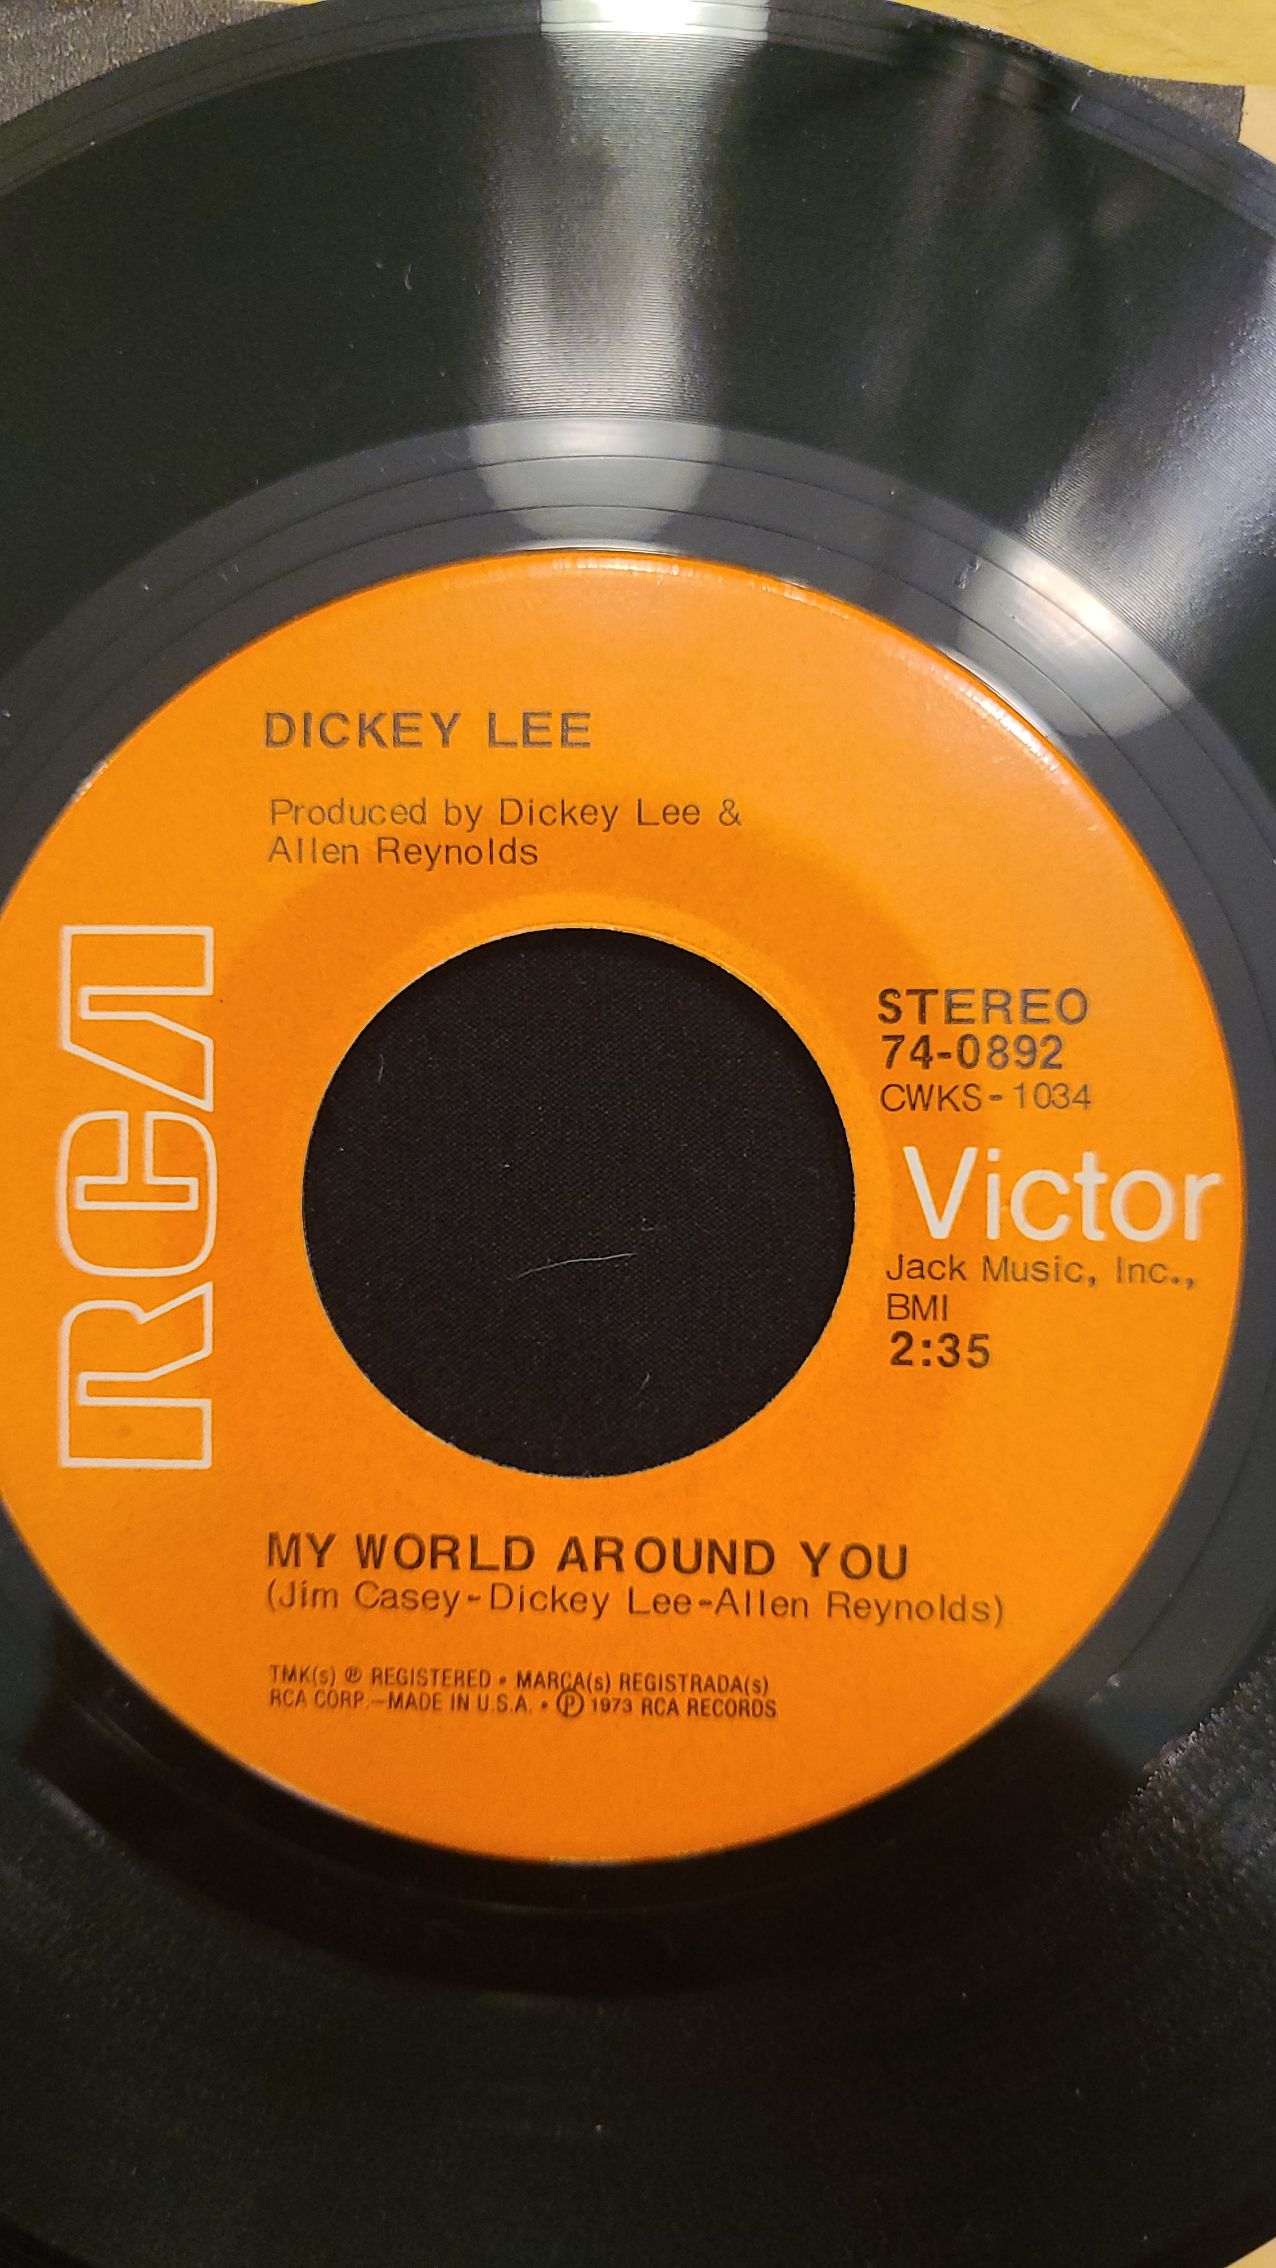 DICKEY LEE
Produced by Dickey Lee &
Allen Reynolds
RCA
STEREO
74-0892
CWKS-1034
Victor
Jack Music, Inc.,
BMI
2:35
MY WORLD AROUND YOU
(Jim Casey-Dickey Lee-Allen Reynolds)
TMK(s) ® REGISTERED • MARCA(s) REGISTRADA(s)
RCA CORP.—MADE IN U.S.A. • ℗ 1973 RCA RECORDS